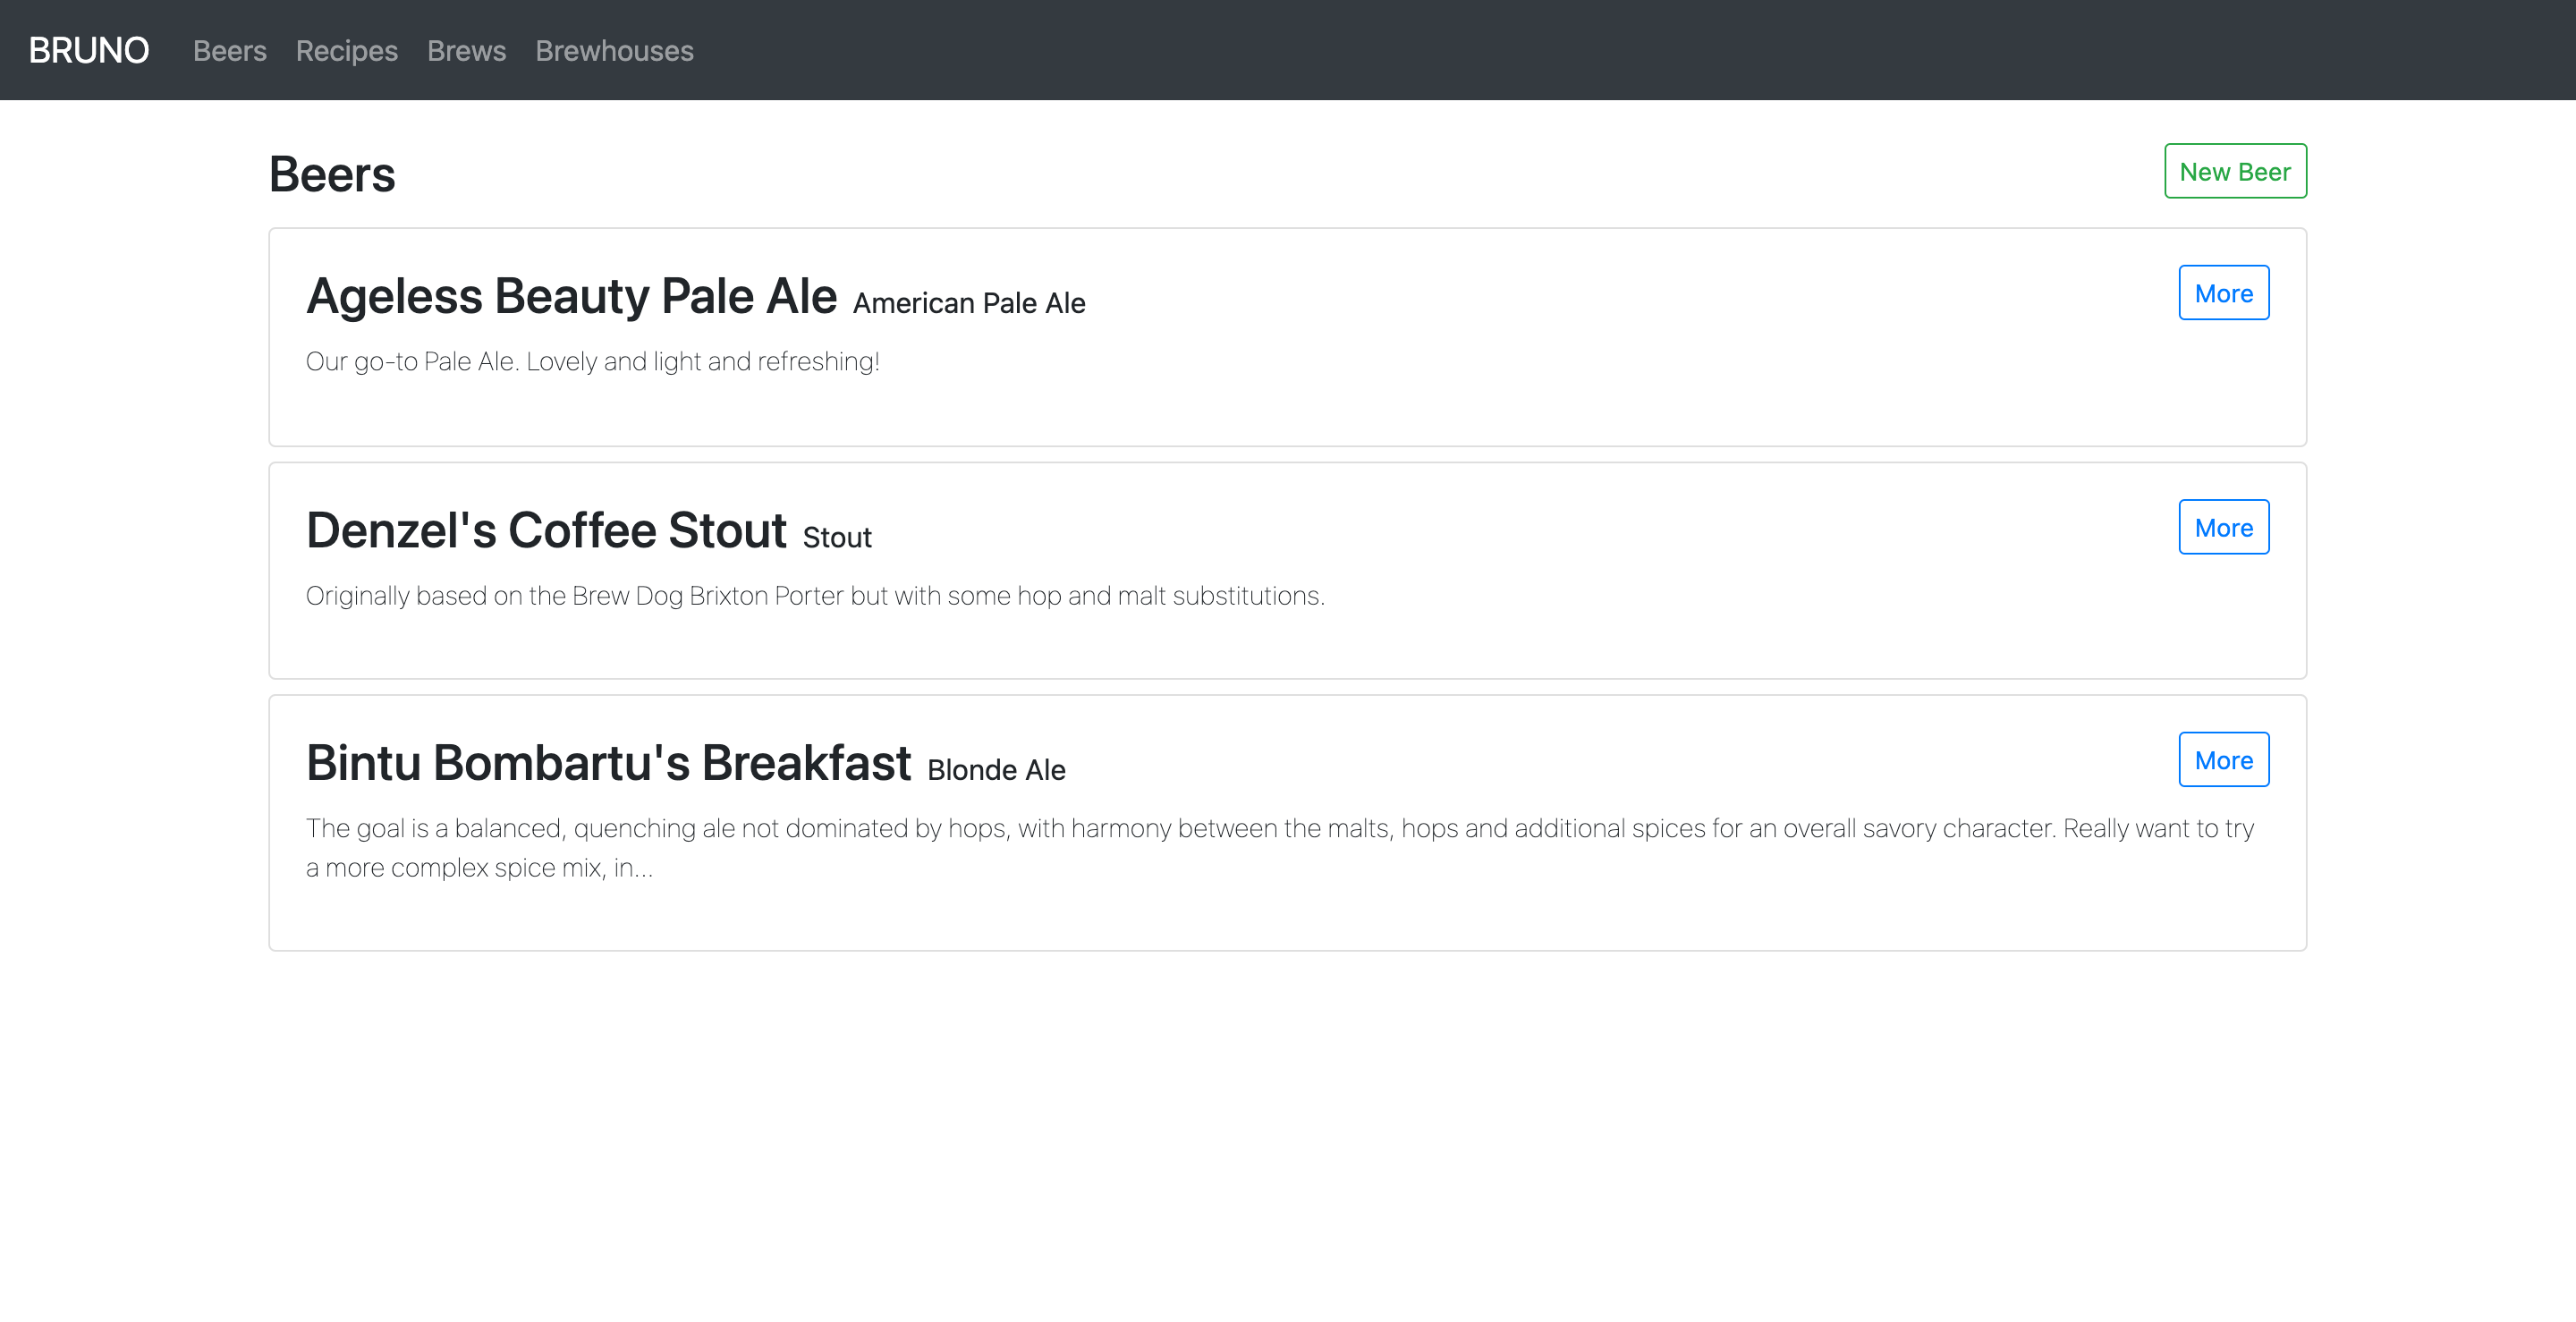 BRUNO Beers Recipes Brews Brewhouses
Beers New Beer
Ageless Beauty Pale Ale American Pale Ale More
Our go-to Pale Ale. Lovely and light and refreshing!
Denzel's Coffee Stout Stout More
Originally based on the Brew Dog Brixton Porter but with some hop and malt substitutions.
Bintu Bombartu's Breakfast Blonde Ale More
The goal is a balanced, quenching ale not dominated by hops, with harmony between the malts, hops and additional spices for an overall savory character. Really want to try
a more complex spice mix, in...